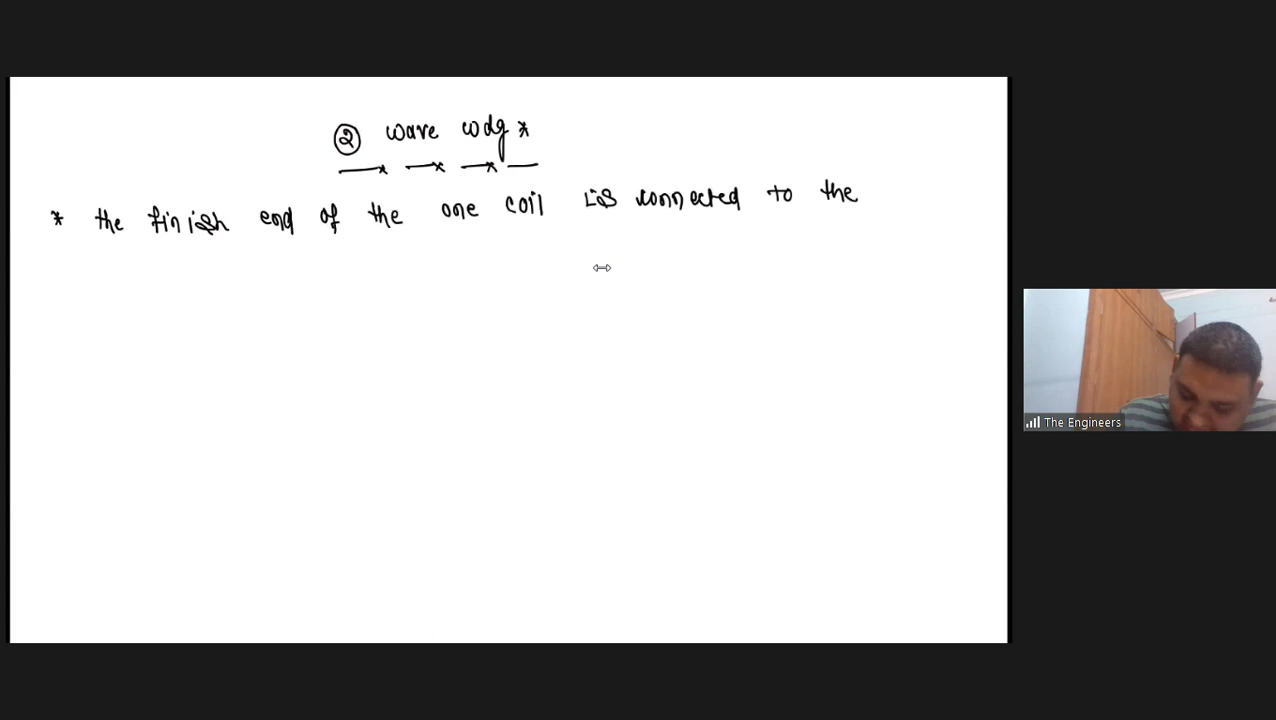 ② wave wdg *
* the finish end of the one coil is connected to the
The Engineers